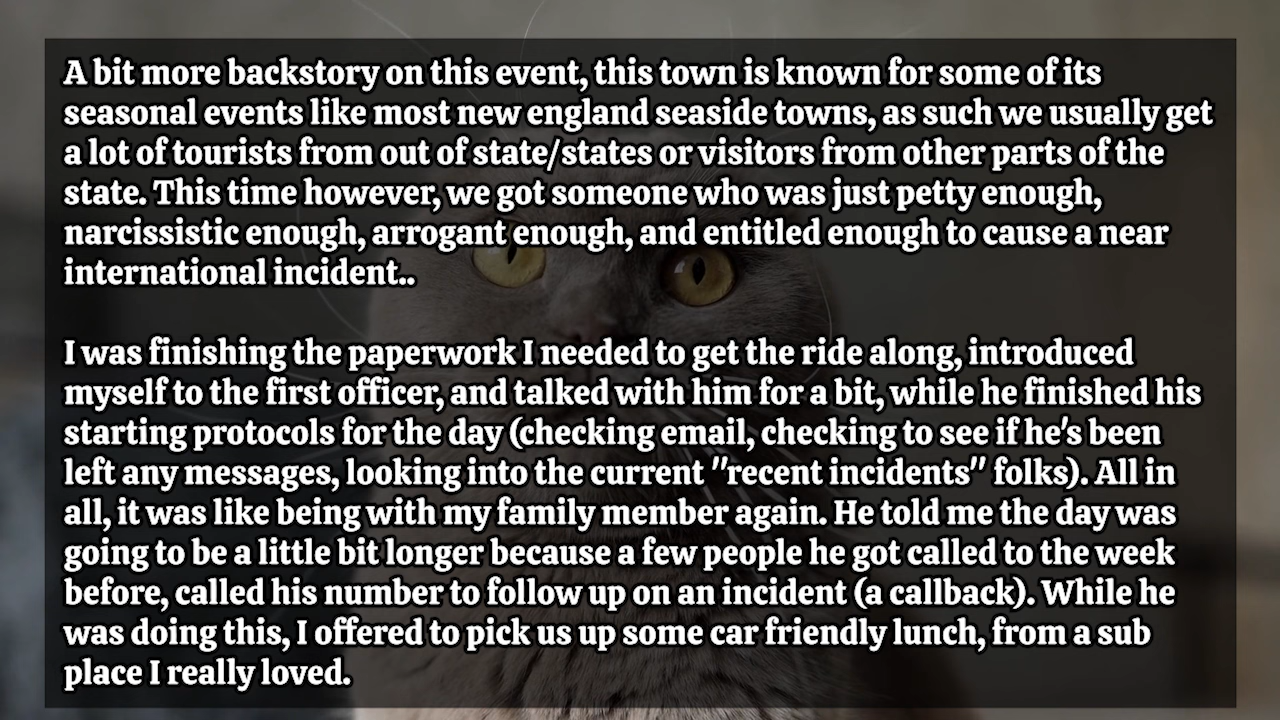 A bit more backstory on this event, this town is known for some of its
seasonal events like most new england seaside towns, as such we usually get
a lot of tourists from out of state/states or visitors from other parts of the
state. This time however, we got someone who was just petty enough,
narcissistic enough, arrogant enough, and entitled enough to cause a near
international incident..
I was finishing the paperwork I needed to get the ride along, introduced
myself to the first officer, and talked with him for a bit, while he finished his
starting protocols for the day (checking email, checking to see if he's been
left any messages, looking into the current "recent incidents" folks). All in
all, it was like being with my family member again. He told me the day was
going to be a little bit longer because a few people he got called to the week
before, called his number to follow up on an incident (a callback). While he
was doing this, I offered to pick us up some car friendly lunch, from a sub
place I really loved.